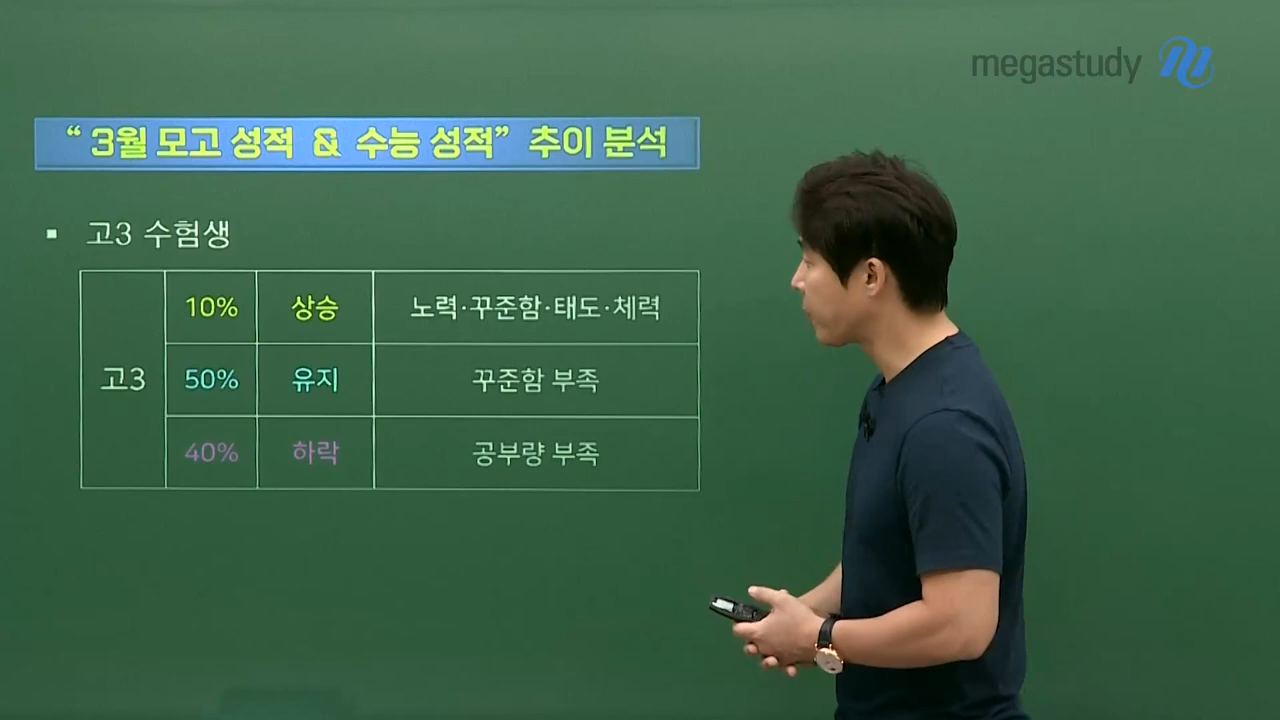 megastudy
“ 3월 모고 성적 & 수능 성적” 추이 분석
▪ 고3 수험생
고3
10% 상승 노력·꾸준함·태도·체력
50% 유지 꾸준함 부족
40% 하락 공부량 부족